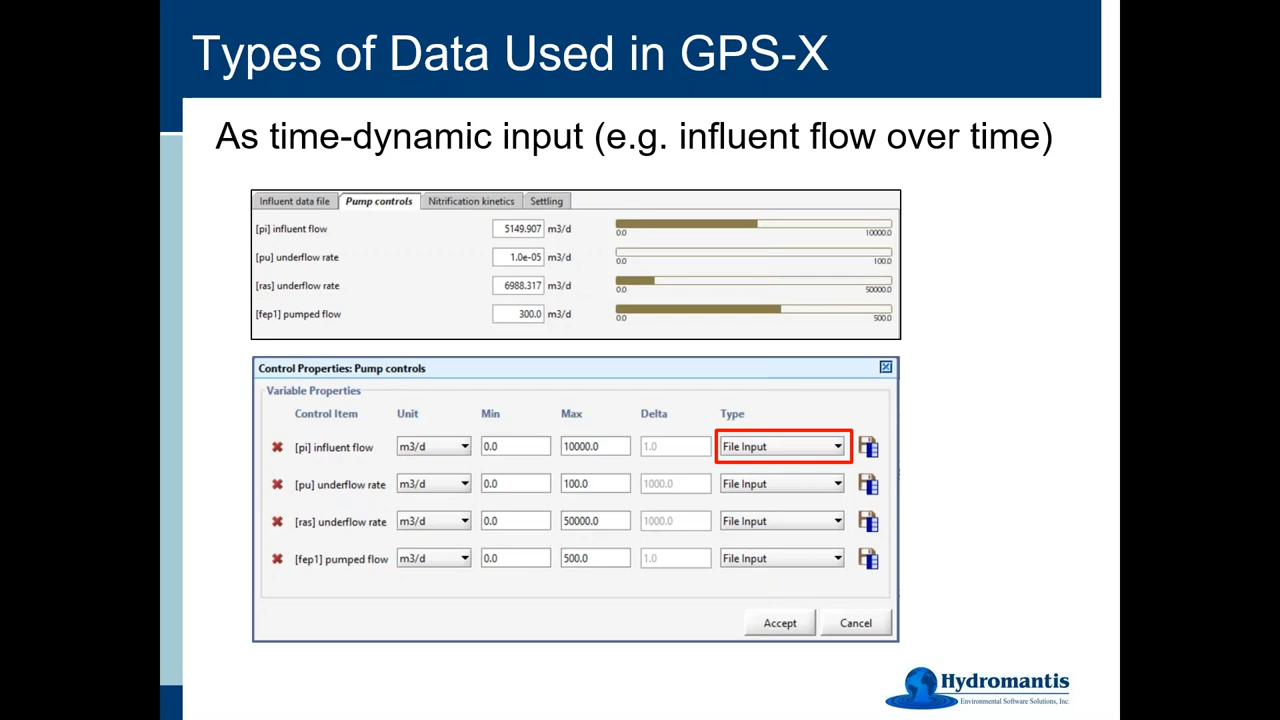 Types of Data Used in GPS-X
As time-dynamic input (e.g. influent flow over time)
Influent data file Pump controls Nitrification kinetics Settling
[pi] influent flow 5149.907 m3/d 0.0 10000.0
[pu] underflow rate 1.0e-05 m3/d 0.0 100.0
[ras] underflow rate 6988.317 m3/d 0.0 50000.0
[fep1] pumped flow 300.0 m3/d 0.0 500.0
Control Properties: Pump controls
Variable Properties
Control Item Unit Min Max Delta Type
[pi] influent flow m3/d 0.0 10000.0 1.0 File Input
[pu] underflow rate m3/d 0.0 100.0 1000.0 File Input
[ras] underflow rate m3/d 0.0 50000.0 1000.0 File Input
[fep1] pumped flow m3/d 0.0 500.0 1.0 File Input
Accept Cancel
Hydromantis
Environmental Software Solutions, Inc.